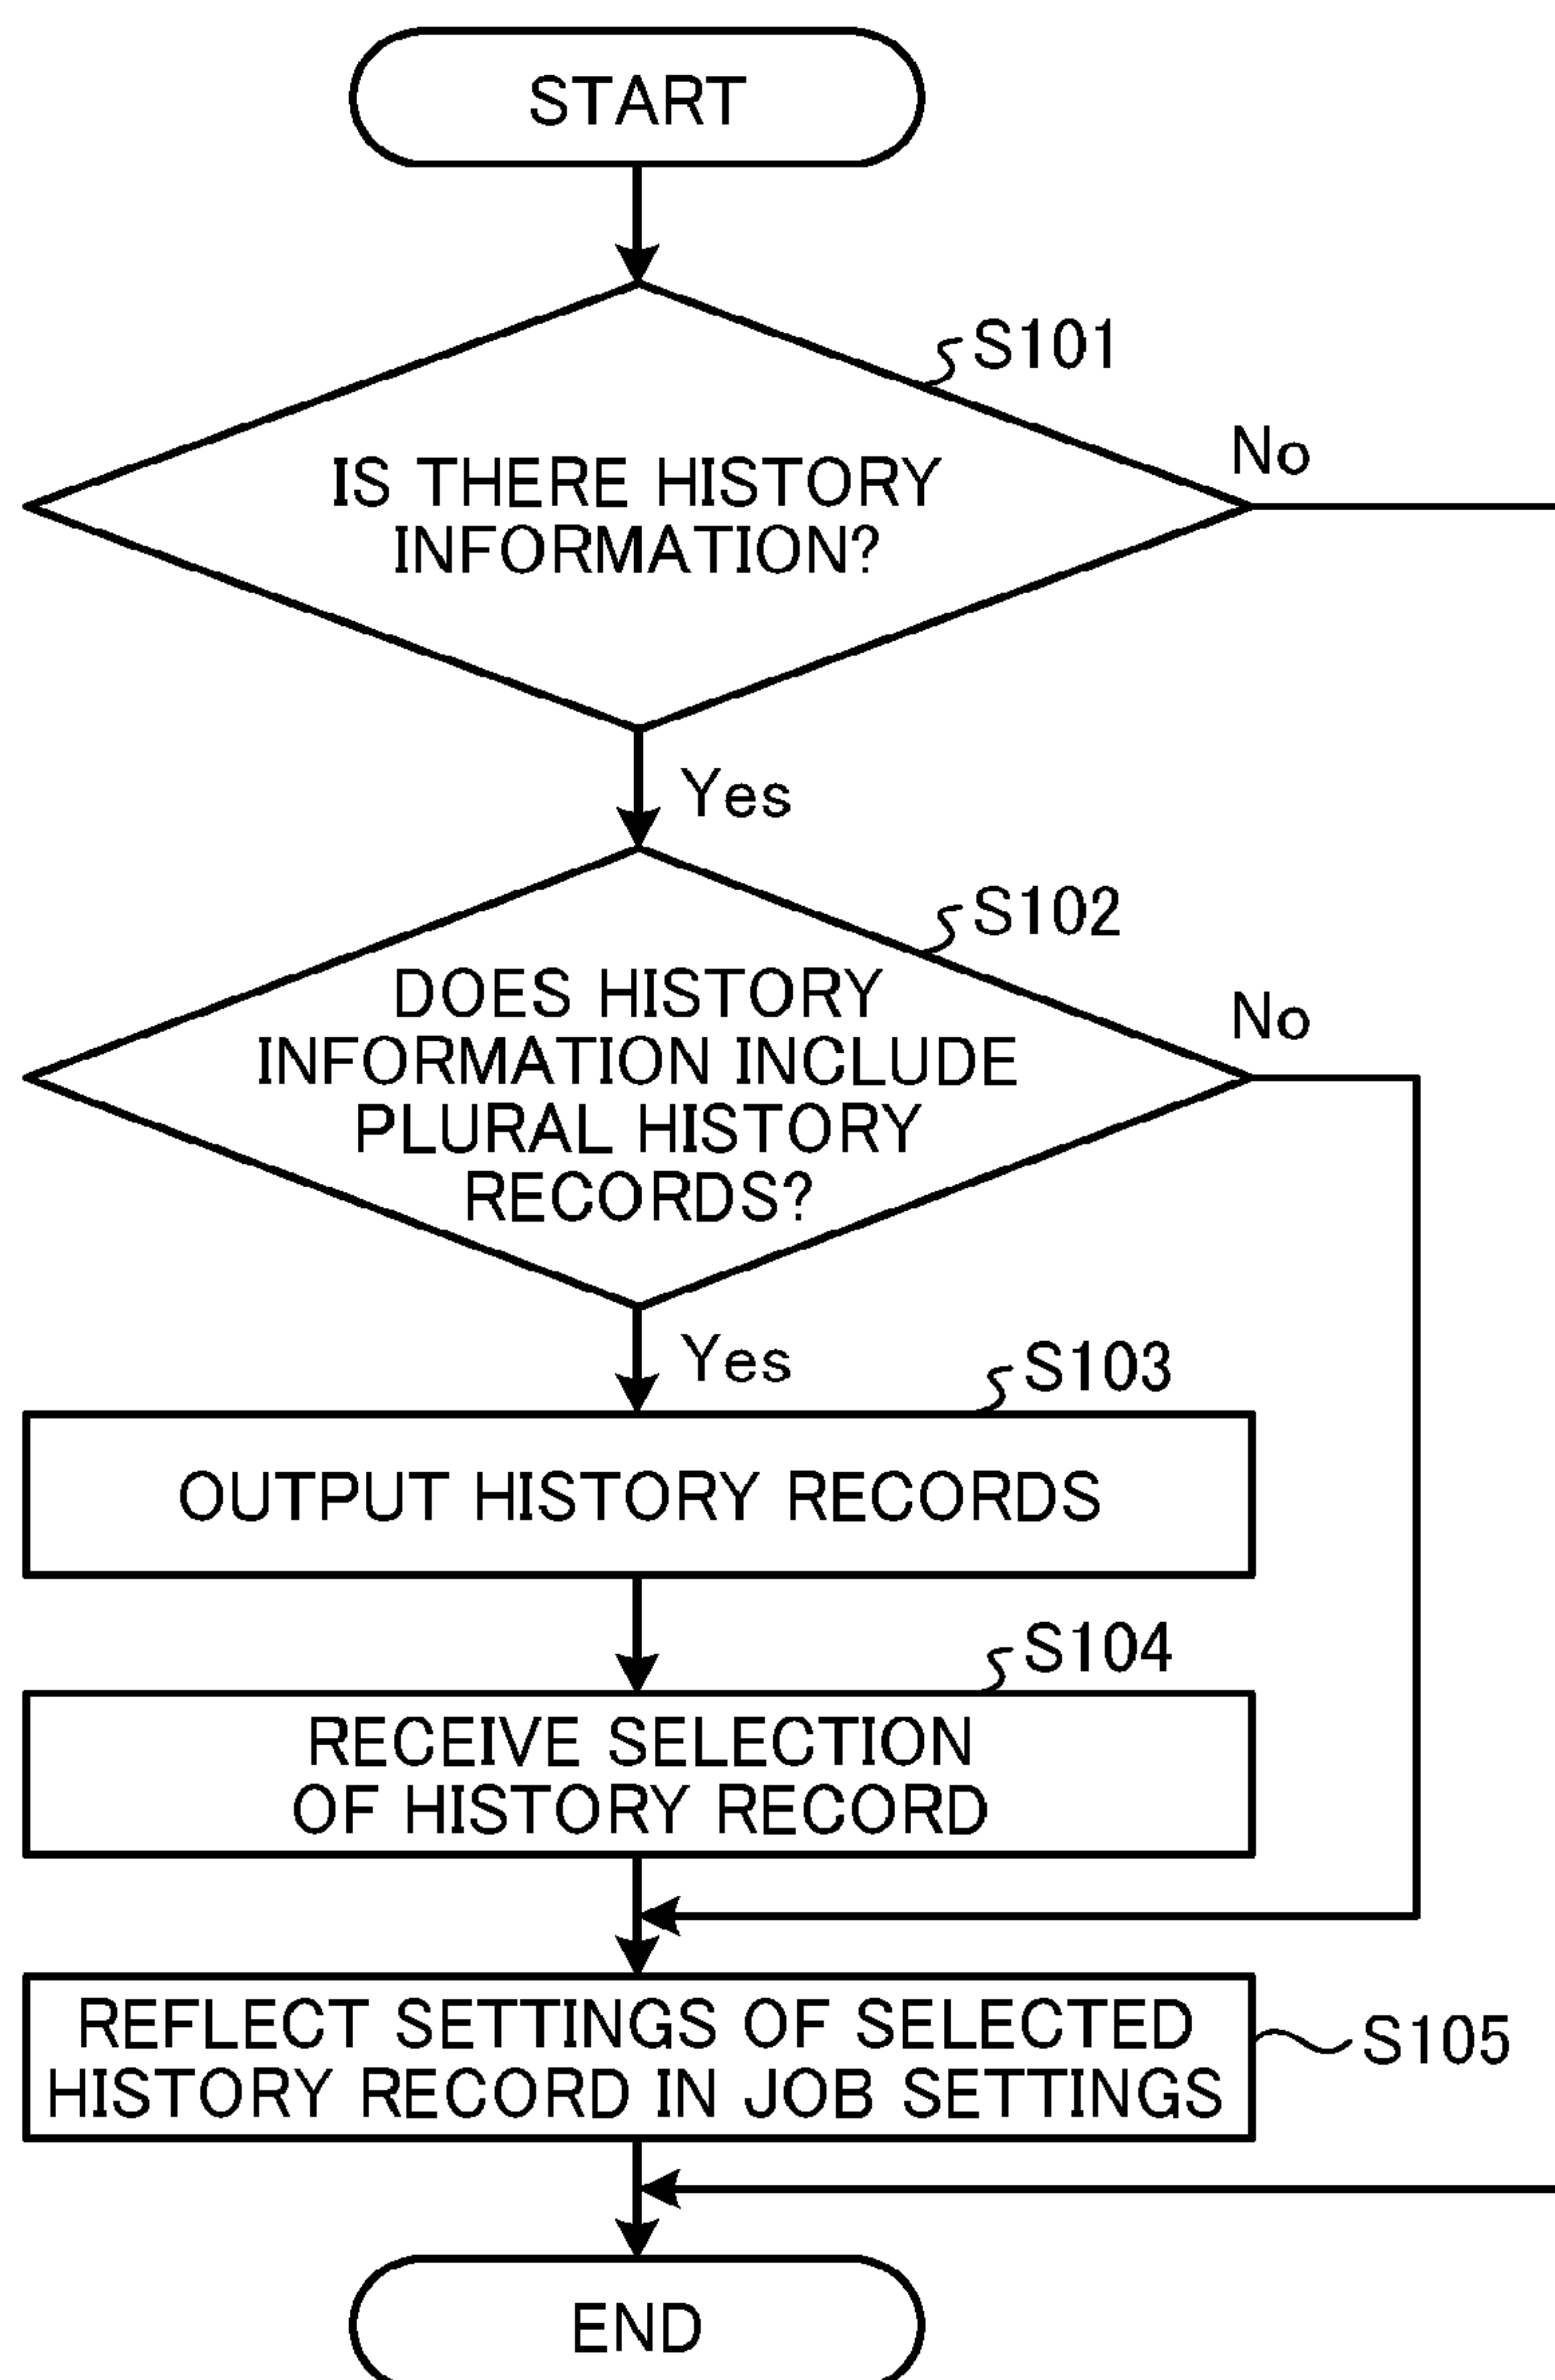 START
S101
No
IS THERE HISTORY
INFORMATION?
Yes
S102
No
DOES HISTORY
INFORMATION INCLUDE
PLURAL HISTORY
RECORDS?
Yes
S103
OUTPUT HISTORY RECORDS
S104
RECEIVE SELECTION
OF HISTORY RECORD
REFLECT SETTINGS OF SELECTED
HISTORY RECORD IN JOB SETTINGS
S105
END